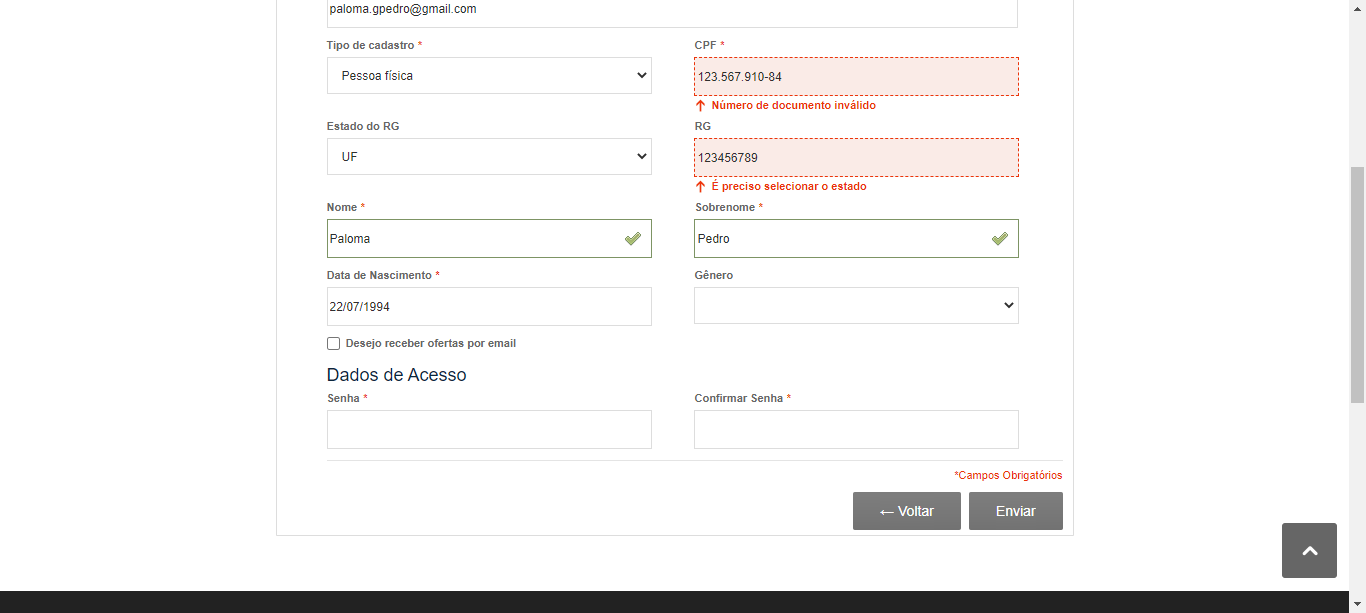 paloma.gpedro@gmail.com
Tipo de cadastro * CPF *
Pessoa física 123.567.910-84
Número de documento inválido
Estado do RG RG
UF 123456789
É preciso selecionar o estado
Nome * Sobrenome *
Paloma Pedro
Data de Nascimento * Gênero
22/07/1994
Desejo receber ofertas por email
Dados de Acesso
Senha * Confirmar Senha *
*Campos Obrigatórios
← Voltar Enviar